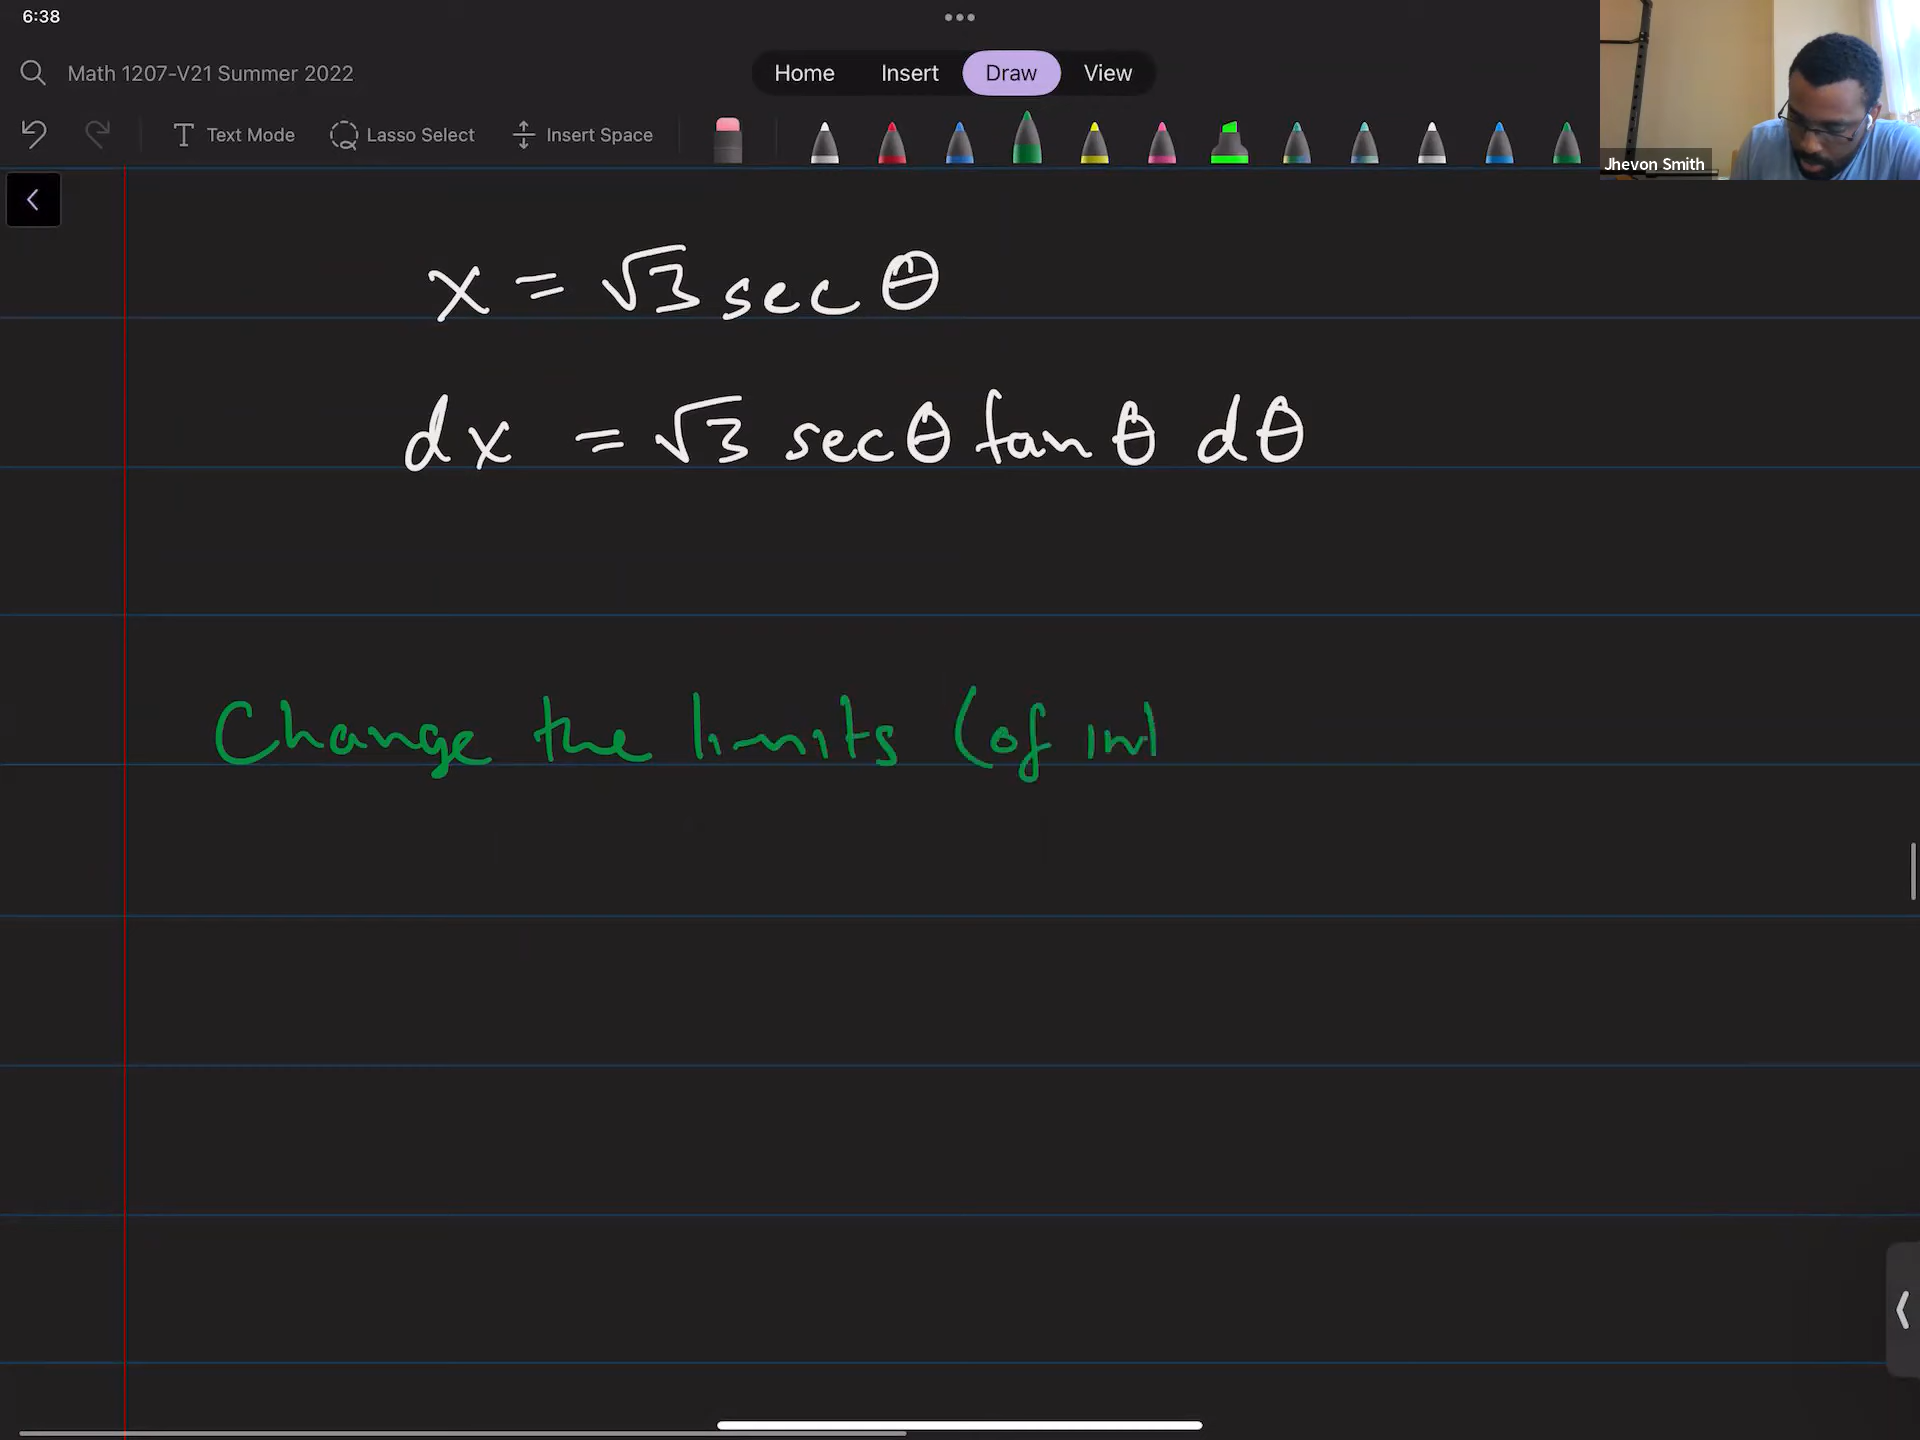 6:38
Math 1207-V21 Summer 2022
Home Insert Draw View
Text Mode Lasso Select Insert Space
Jhevon Smith
x = √3 sec θ
dx = √3 sec θ tan θ dθ
Change the limits (of in